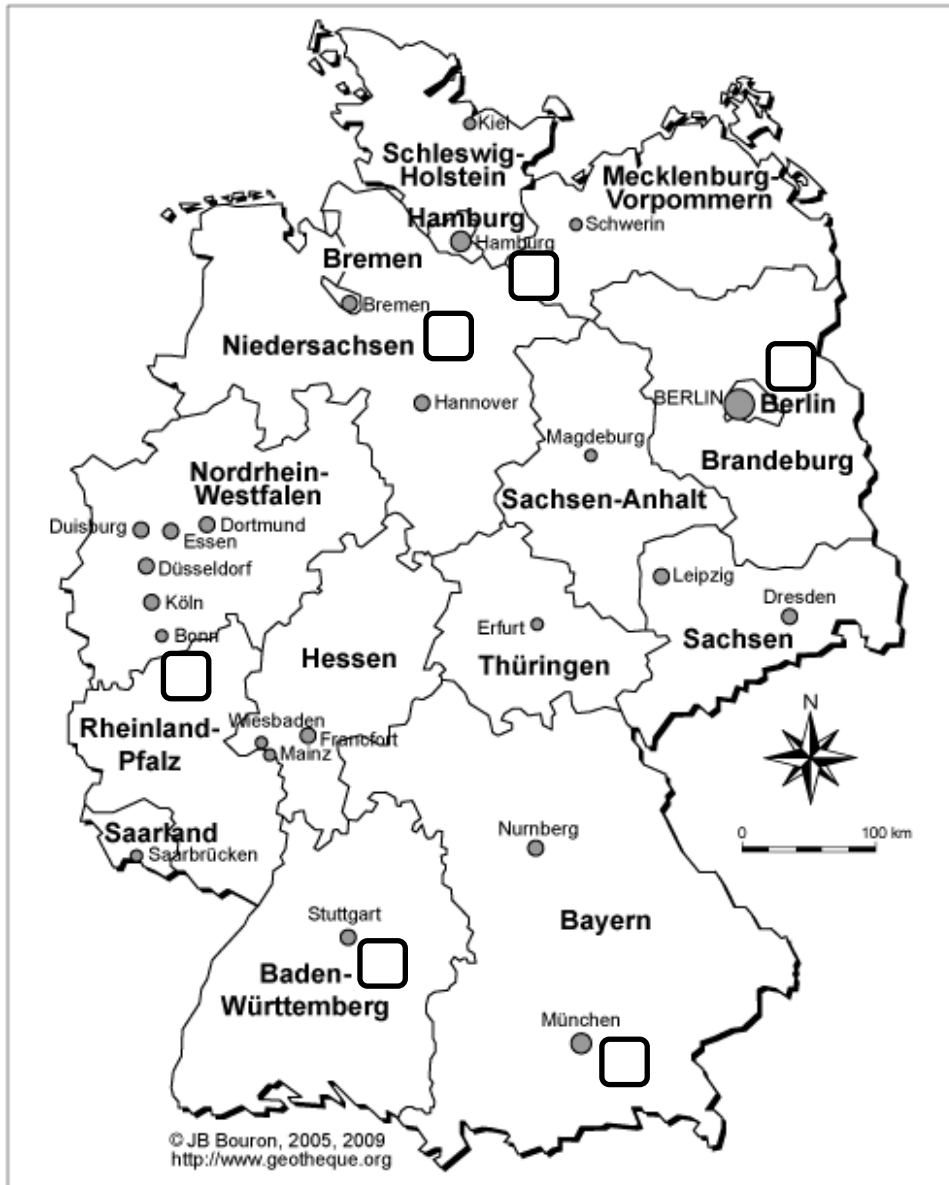 Kiel
Schleswig-
Holstein
Mecklenburg-
Vorpommern
Hamburg
Schwerin
Hamburg
Bremen
Bremen
Niedersachsen
Hannover
BERLIN
Berlin
Magdeburg
Brandeburg
Nordrhein-
Westfalen
Sachsen-Anhalt
Duisburg
Dortmund
Essen
Düsseldorf
Leipzig
Köln
Dresden
Bonn
Erfurt
Sachsen
Hessen
Thüringen
N
Rheinland-
Pfalz
Wiesbaden
Francfort
Mainz
Saarland
Saarbrücken
Nurnberg
0 100 km
Stuttgart
Bayern
Baden-
Württemberg
München
© JB Bouron, 2005, 2009
http://www.geotheque.org